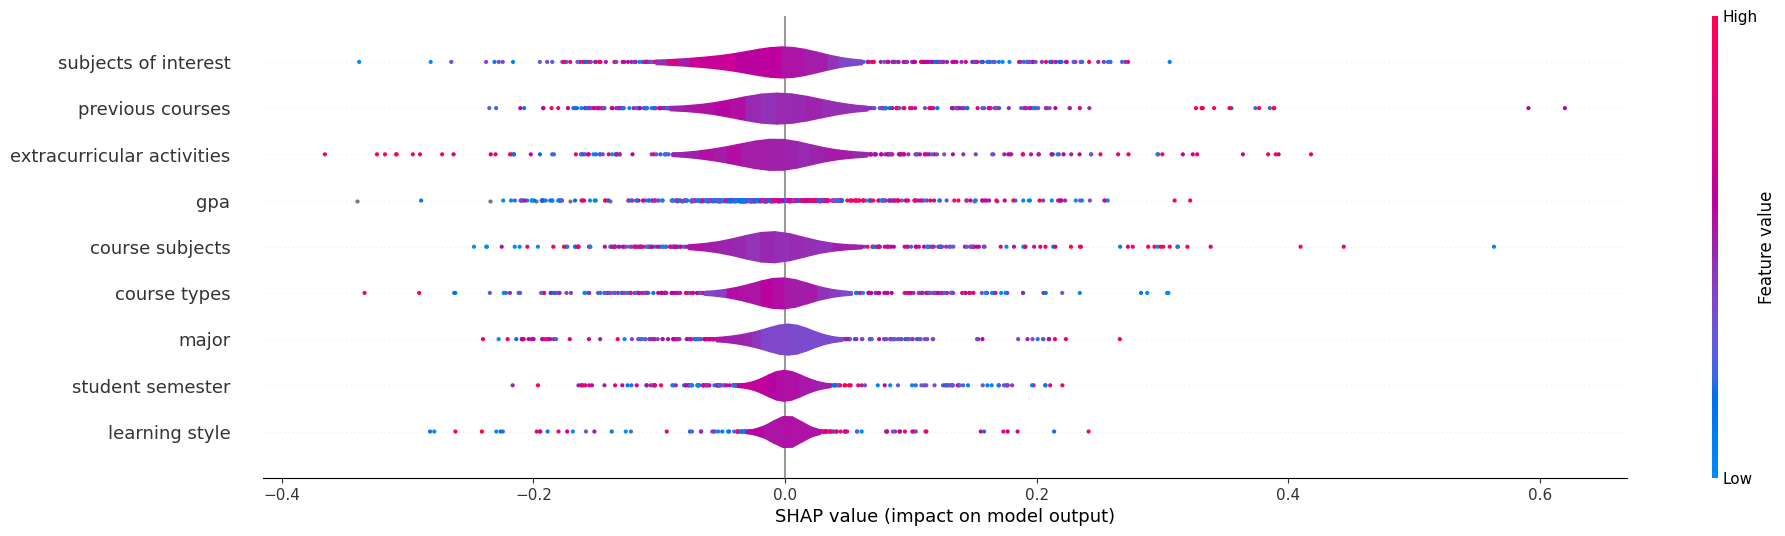 High
subjects of interest
previous courses
extracurricular activities
gpa
course subjects
course types
major
student semester
learning style
Feature value
Low
−0.4 −0.2 0.0 0.2 0.4 0.6
SHAP value (impact on model output)